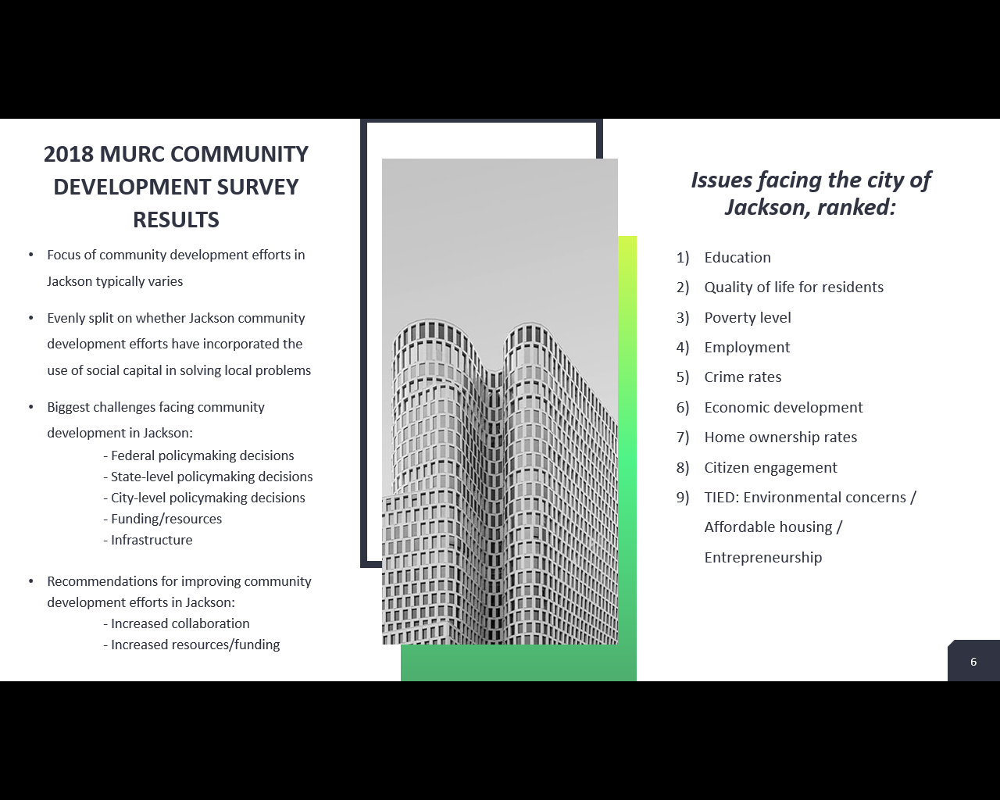 2018 MURC COMMUNITY
DEVELOPMENT SURVEY
RESULTS
• Focus of community development efforts in
Jackson typically varies
• Evenly split on whether Jackson community
development efforts have incorporated the
use of social capital in solving local problems
• Biggest challenges facing community
development in Jackson:
- Federal policymaking decisions
- State-level policymaking decisions
- City-level policymaking decisions
- Funding/resources
- Infrastructure
• Recommendations for improving community
development efforts in Jackson:
- Increased collaboration
- Increased resources/funding
Issues facing the city of
Jackson, ranked:
1) Education
2) Quality of life for residents
3) Poverty level
4) Employment
5) Crime rates
6) Economic development
7) Home ownership rates
8) Citizen engagement
9) TIED: Environmental concerns /
Affordable housing /
Entrepreneurship
6